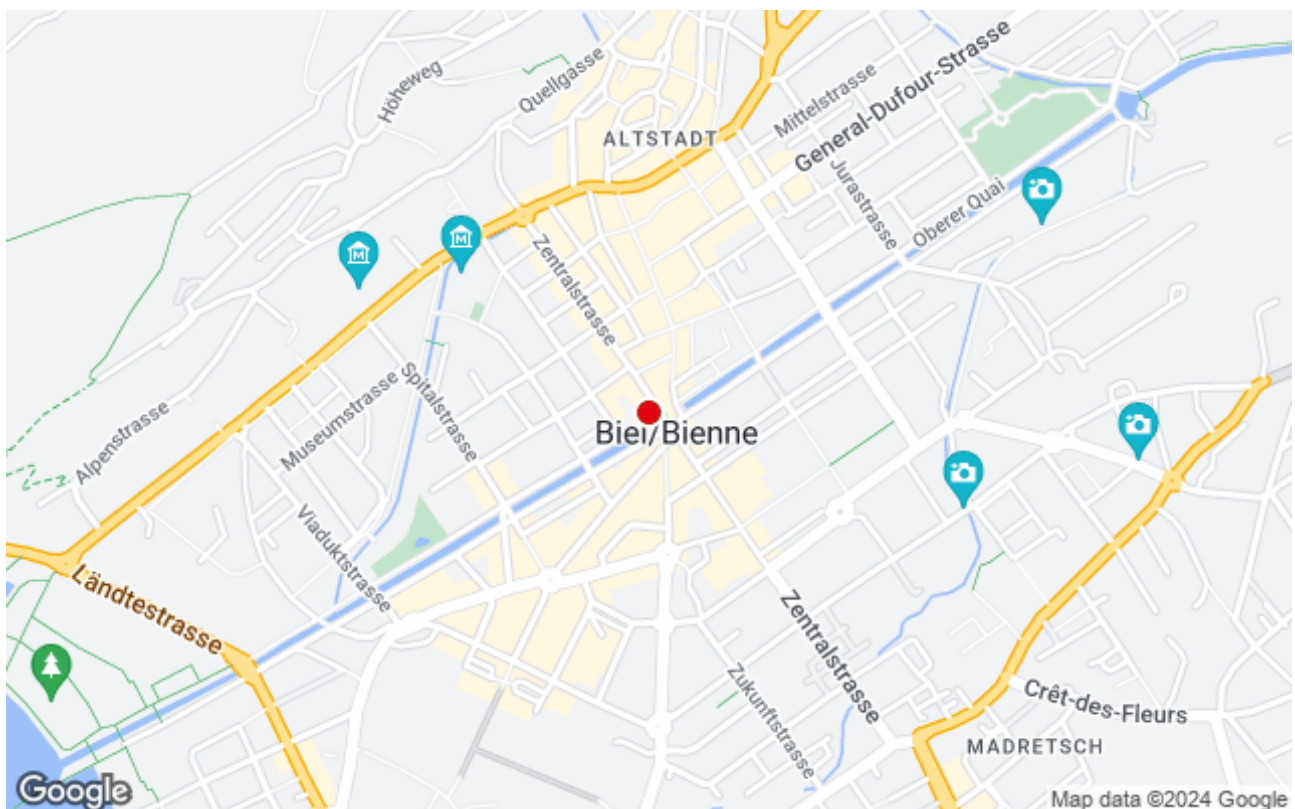 General-Dufour-Strasse
Mittelstrasse
Quellgasse
Höheweg
ALTSTADT
Jurastrasse
Oberer Quai
Zentralstrasse
Biel/Bienne
Museumstrasse
Spitalstrasse
Alpenstrasse
Viaduktstrasse
Ländtestrasse
Zentralstrasse
Zukunftstrasse
Crêt-des-Fleurs
MADRETSCH
Google
Map data ©2024 Google